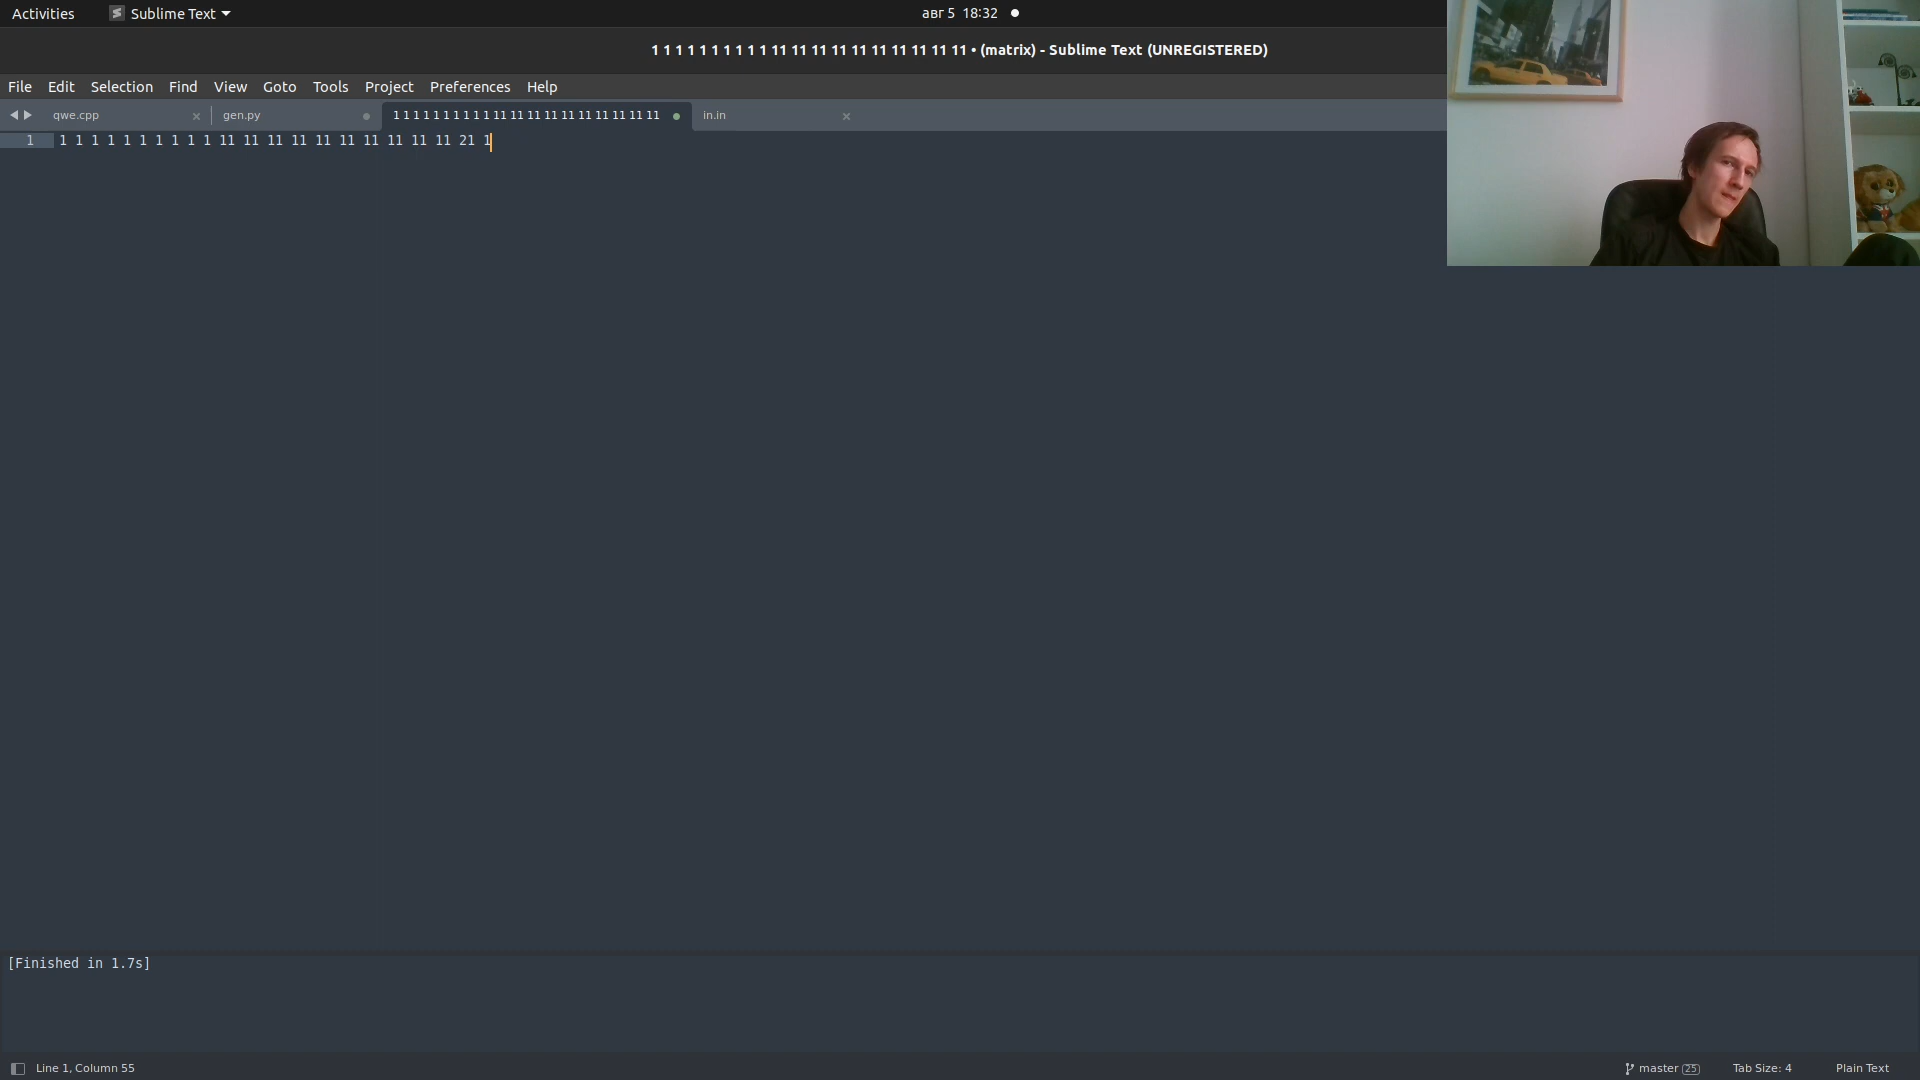 Activities Sublime Text авг 5 18:32
1 1 1 1 1 1 1 1 1 1 11 11 11 11 11 11 11 11 11 11 • (matrix) - Sublime Text (UNREGISTERED)
File Edit Selection Find View Goto Tools Project Preferences Help
qwe.cpp gen.py 1 1 1 1 1 1 1 1 1 1 11 11 11 11 11 11 11 11 11 11 in.in
1 1 1 1 1 1 1 1 1 1 1 11 11 11 11 11 11 11 11 11 11 21 1
[Finished in 1.7s]
Line 1, Column 55 master 25 Tab Size: 4 Plain Text